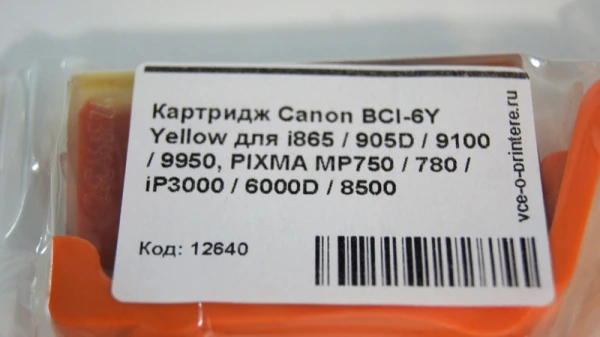 Картридж Canon BCI-6Y
Yellow для i865 / 905D / 9100
/ 9950, PIXMA MP750 / 780 /
iP3000 / 6000D / 8500
Код: 12640
vce-o-printere.ru